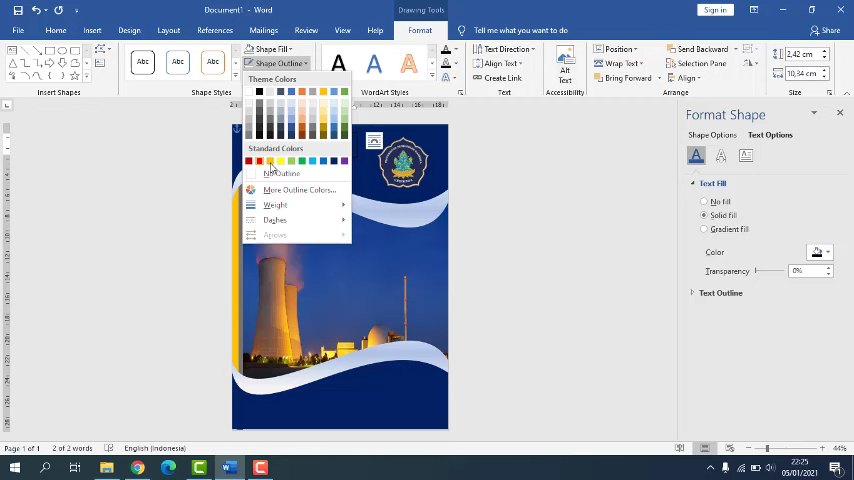 Document1 - Word
Drawing Tools
Sign in
File
Home
Insert
Draw
Design
Layout
References
Mailings
Review
View
Help
Format
Tell me what you want to do
Share
Abc
Abc
Abc
Shape Fill
Shape Outline
A
A
A
A
A
A
Text Direction
Align Text
Create Link
Alt
Text
Position
Wrap Text
Bring Forward
Send Backward
Selection Pane
Align
2,42 cm
10,34 cm
Insert Shapes
Shape Styles
WordArt Styles
Text
Accessibility
Arrange
Size
Theme Colors
Standard Colors
No Outline
More Outline Colors...
Weight
Dashes
Arrows
Format Shape
Shape Options
Text Options
Text Fill
No fill
Solid fill
Gradient fill
Color
Transparency
0%
Text Outline
Page 1 of 1
2 of 2 words
English (Indonesia)
44%
22:25
05/01/2021